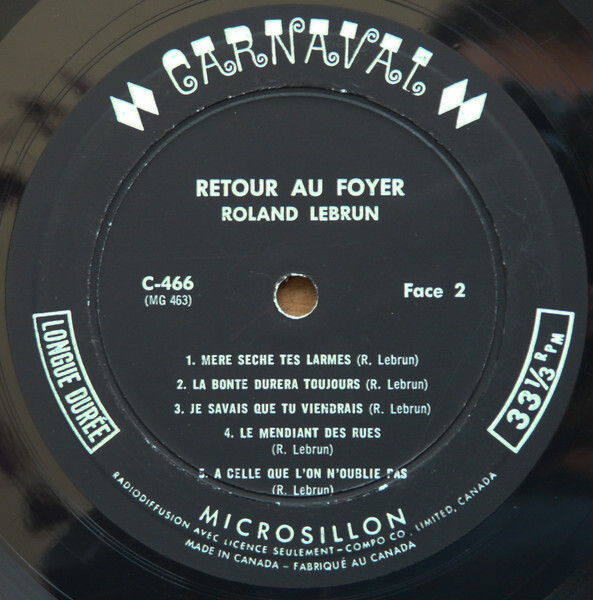 CARNAVAL
RETOUR AU FOYER
ROLAND LEBRUN
C-466
(MG 463)
Face 2
LONGUE DURÉE
33 1/3 RPM
1. MERE SECHE TES LARMES (R. Lebrun)
2. LA BONTE DURERA TOUJOURS (R. Lebrun)
3. JE SAVAIS QUE TU VIENDRAIS (R. Lebrun)
4. LE MENDIANT DES RUES
(R. Lebrun)
5. A CELLE QUE L'ON N'OUBLIE PAS
(R. Lebrun)
MICROSILLON
RADIODIFFUSION AVEC LICENCE SEULEMENT – COMPO CO. LIMITED, CANADA
MADE IN CANADA – FABRIQUÉ AU CANADA